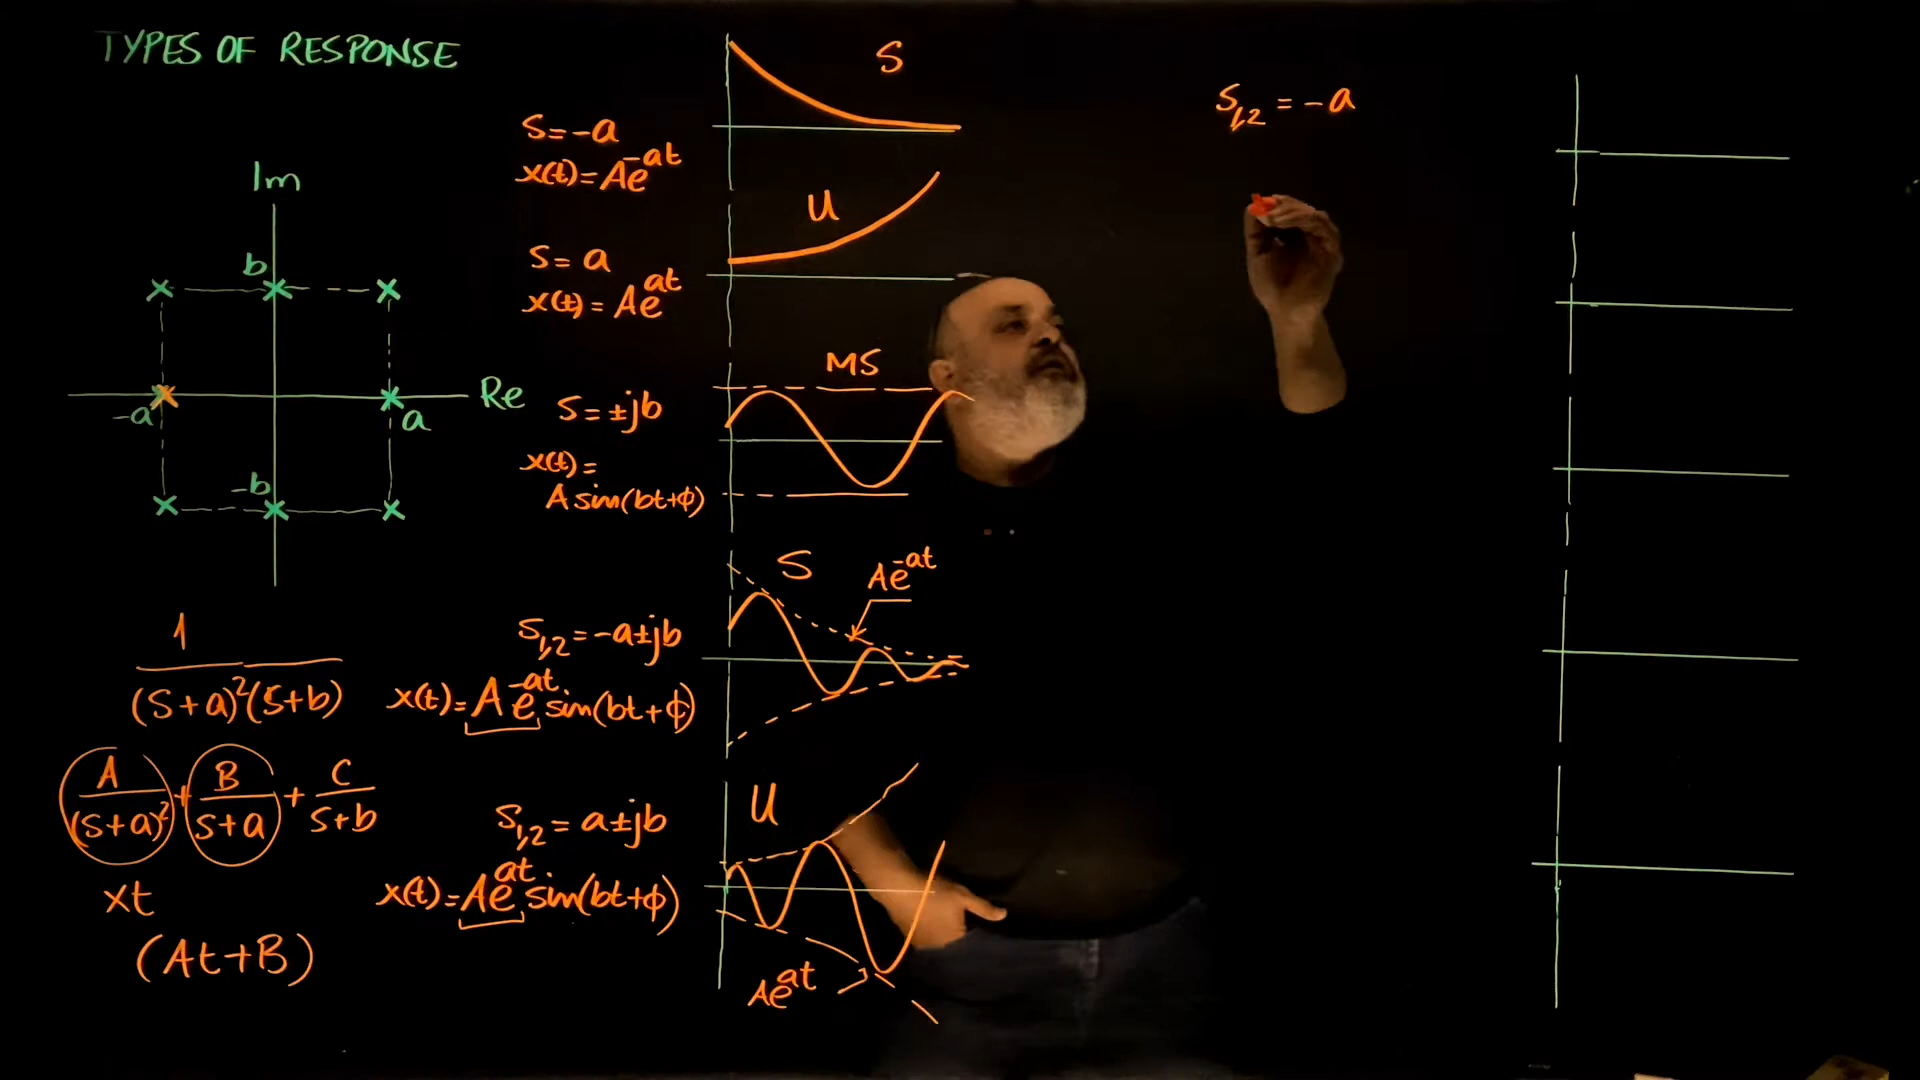 TYPES OF RESPONSE
Im
b
-a
a
Re
-b
1
(S+a)²(S+b)
A + B + C
(S+a)² S+a S+b
xt
(At+B)
S
S=-a
x(t)=Ae^-at
U
S=a
x(t)=Ae^at
MS
S=±jb
x(t)=
A sin(bt+ϕ)
S
Ae^-at
S1,2=-a±jb
x(t)=Ae^-at sin(bt+ϕ)
U
S1,2=a±jb
x(t)=Ae^at sin(bt+ϕ)
Ae^at
S1,2=-a